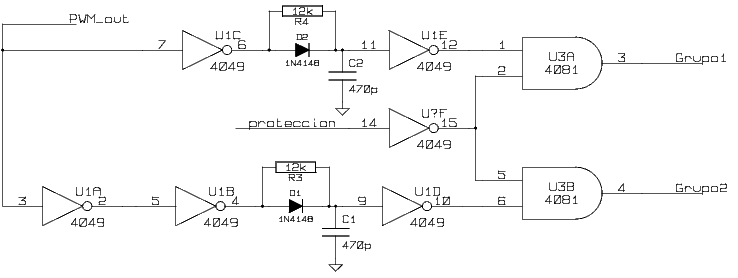 PWM_out
12k
R4
U1C
7
6
4049
D2
1N4148
C2
470p
11
U1E
12
4049
1
2
U3A
4081
3
Grupo1
proteccion
14
U?F
15
4049
3
U1A
2
4049
5
U1B
4
4049
12k
R3
D1
1N4148
C1
470p
9
U1D
10
4049
5
6
U3B
4081
4
Grupo2